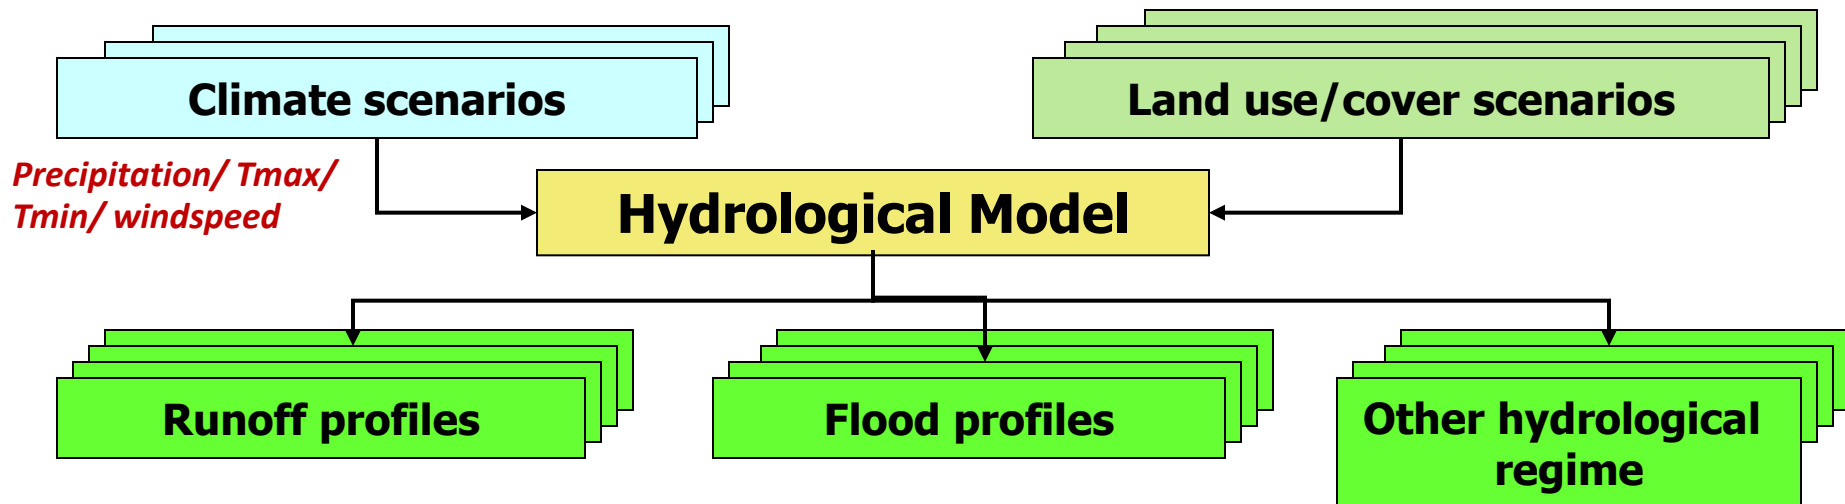 Climate scenarios
Land use/cover scenarios
Precipitation/ Tmax/
Tmin/ windspeed
Hydrological Model
Runoff profiles
Flood profiles
Other hydrological
regime